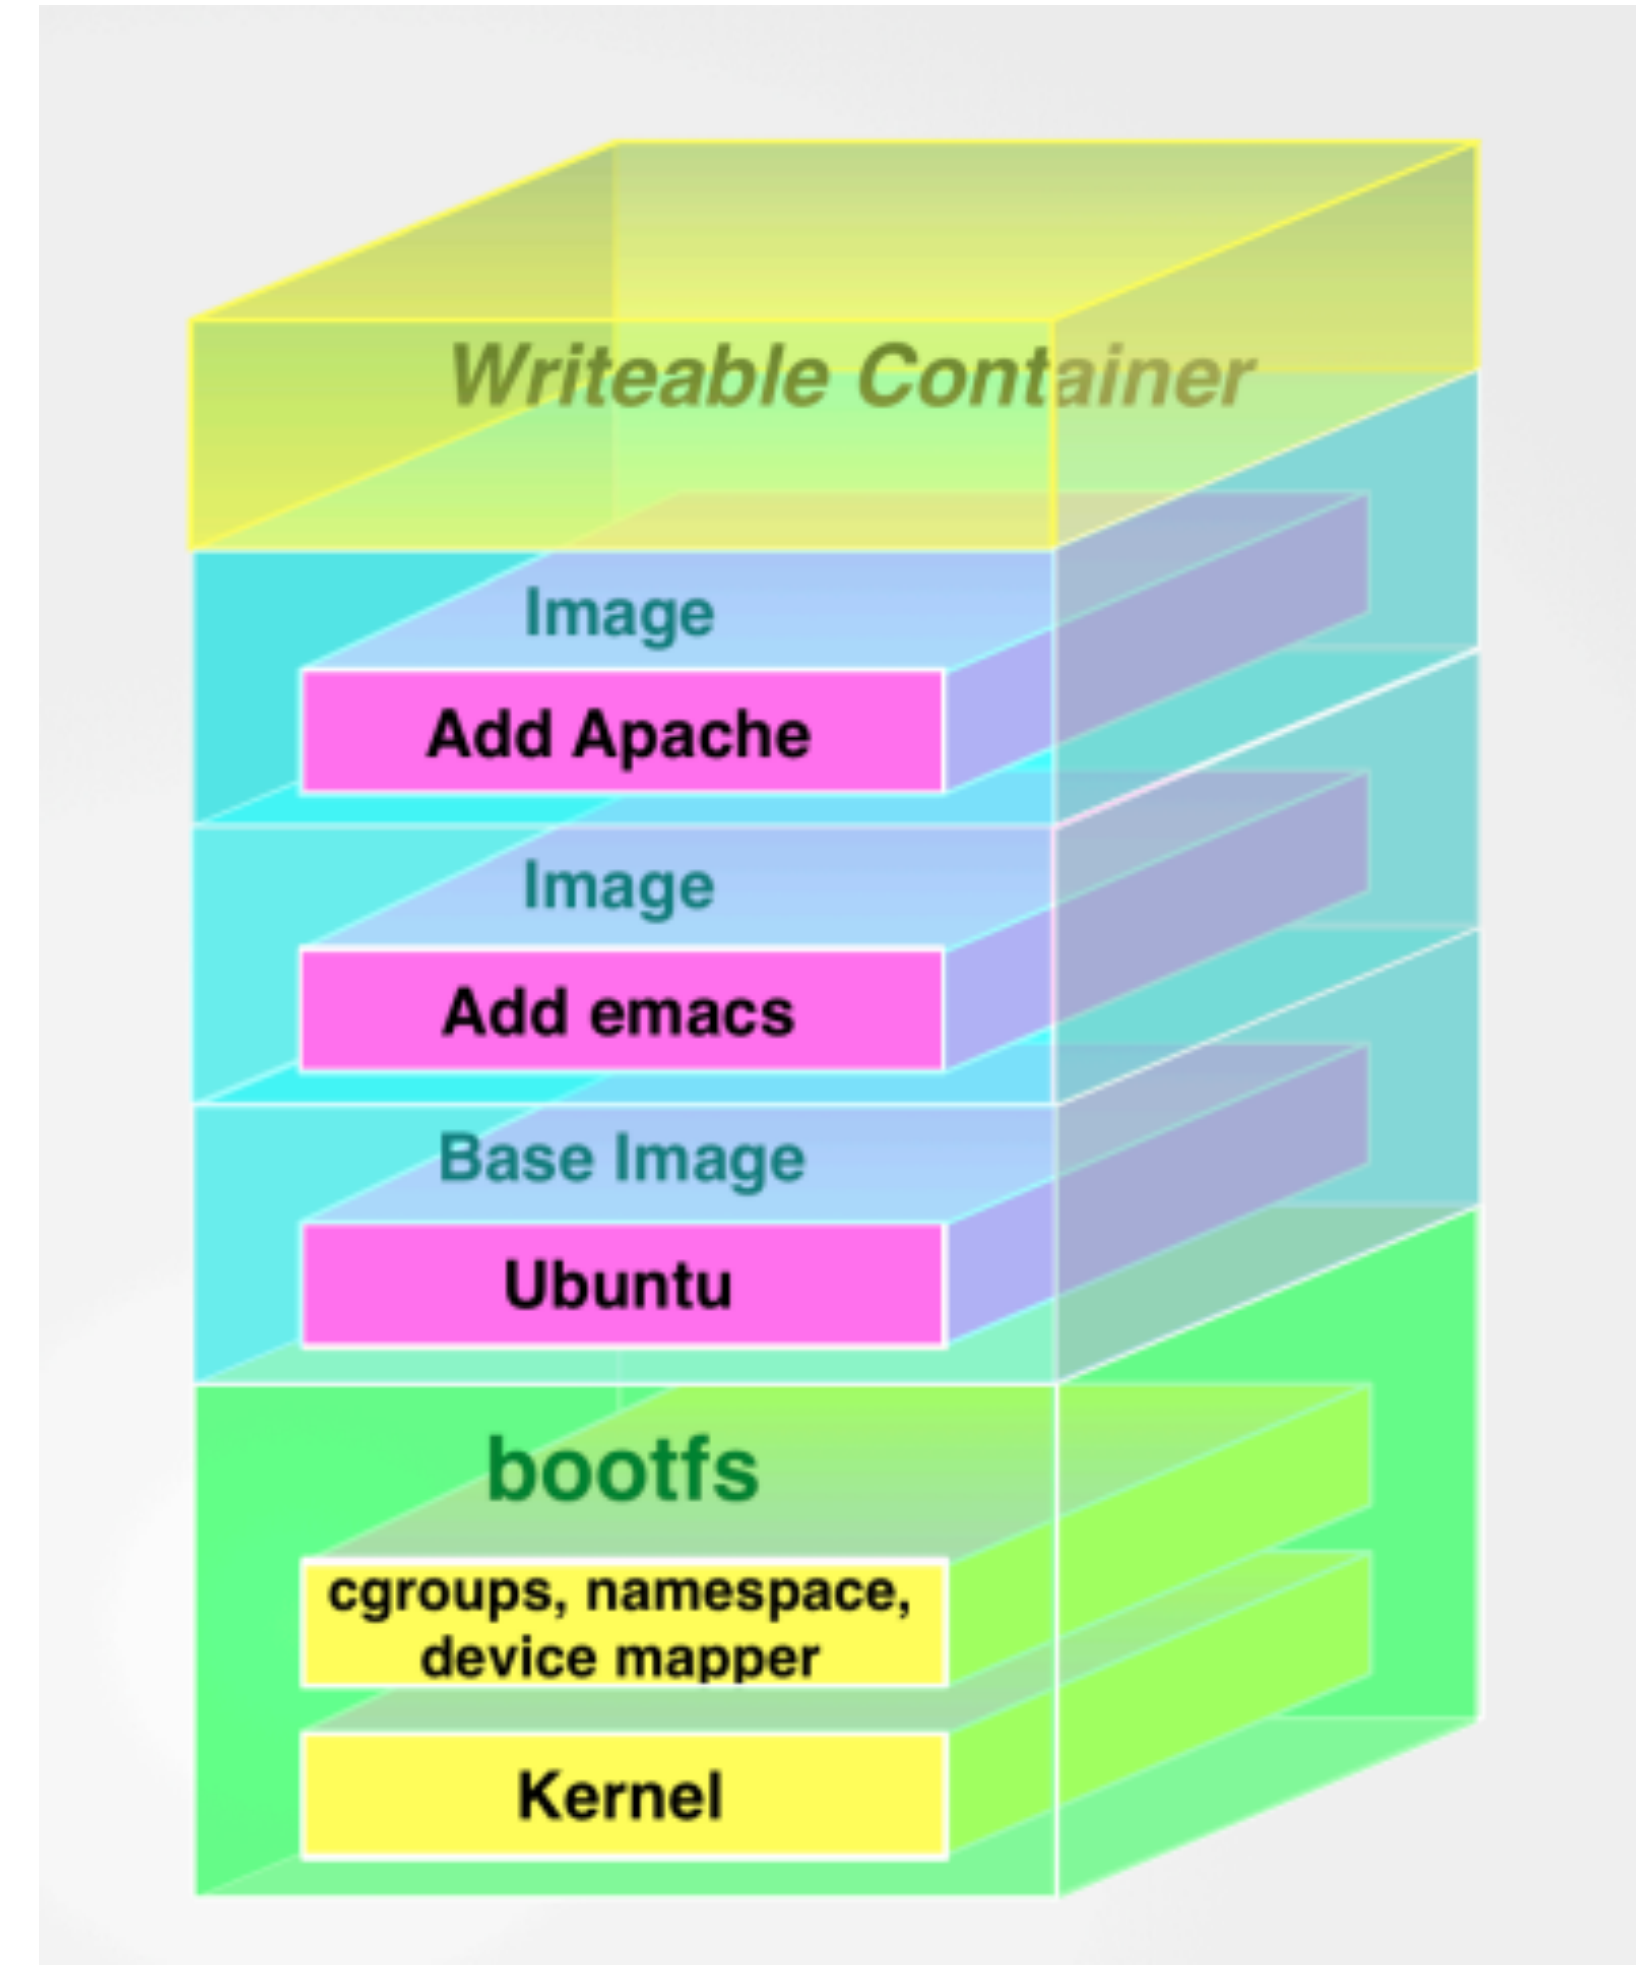 Writeable Container
Image
Add Apache
Image
Add emacs
Base Image
Ubuntu
bootfs
cgroups, namespace,
device mapper
Kernel